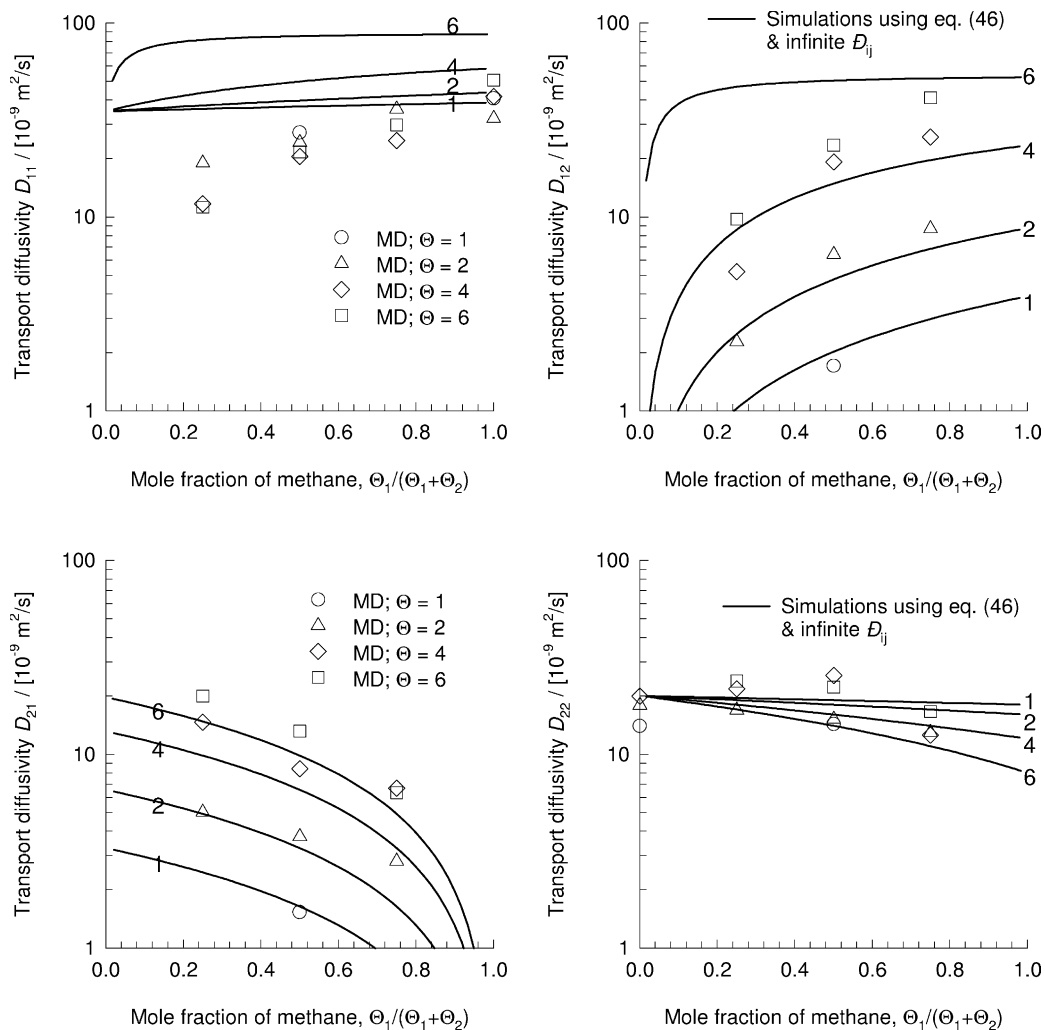 100
10
1
0.0 0.2 0.4 0.6 0.8 1.0
Transport diffusivity D₁₁ / [10⁻⁹ m²/s]
Mole fraction of methane, Θ₁/(Θ₁+Θ₂)
6
4
2
1
MD; Θ = 1
MD; Θ = 2
MD; Θ = 4
MD; Θ = 6
100
10
1
0.0 0.2 0.4 0.6 0.8 1.0
Transport diffusivity D₁₂ / [10⁻⁹ m²/s]
Mole fraction of methane, Θ₁/(Θ₁+Θ₂)
Simulations using eq. (46)
& infinite Đᵢⱼ
6
4
2
1
100
10
1
0.0 0.2 0.4 0.6 0.8 1.0
Transport diffusivity D₂₁ / [10⁻⁹ m²/s]
Mole fraction of methane, Θ₁/(Θ₁+Θ₂)
MD; Θ = 1
MD; Θ = 2
MD; Θ = 4
MD; Θ = 6
6
4
2
1
100
10
1
0.0 0.2 0.4 0.6 0.8 1.0
Transport diffusivity D₂₂ / [10⁻⁹ m²/s]
Mole fraction of methane, Θ₁/(Θ₁+Θ₂)
Simulations using eq. (46)
& infinite Đᵢⱼ
1
2
4
6